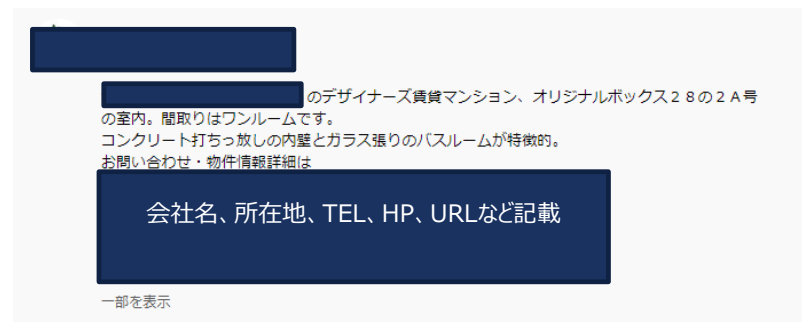 のデザイナーズ賃貸マンション、オリジナルボックス２８の２Ａ号
の室内。間取りはワンルームです。
コンクリート打ちっ放しの内壁とガラス張りのバスルームが特徴的。
お問い合わせ・物件情報詳細は
会社名、所在地、TEL、HP、URLなど記載
一部を表示